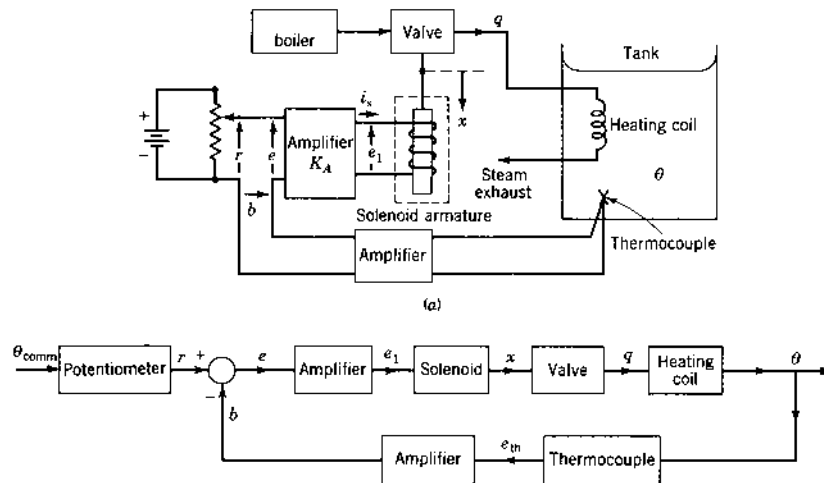 boiler
Valve
q
Tank
+
−
r
e
Amplifier
K_A
i_s
e_1
x
Heating coil
Steam
exhaust
θ
b
Solenoid armature
Amplifier
Thermocouple
(a)
θ_comm
Potentiometer
r
+
−
b
e
Amplifier
e_1
Solenoid
x
Valve
q
Heating
coil
θ
Amplifier
e_th
Thermocouple